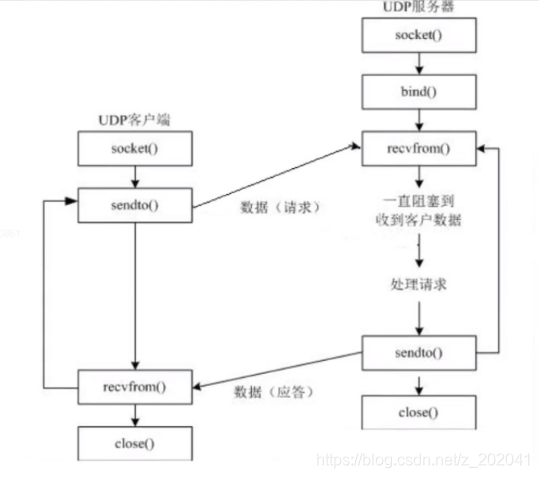 UDP服务器
socket()
bind()
UDP客户端
socket()
recvfrom()
sendto()
数据（请求）
一直阻塞到
收到客户数据
处理请求
sendto()
recvfrom()
数据（应答）
close()
close()
https://blog.csdn.net/z_202041